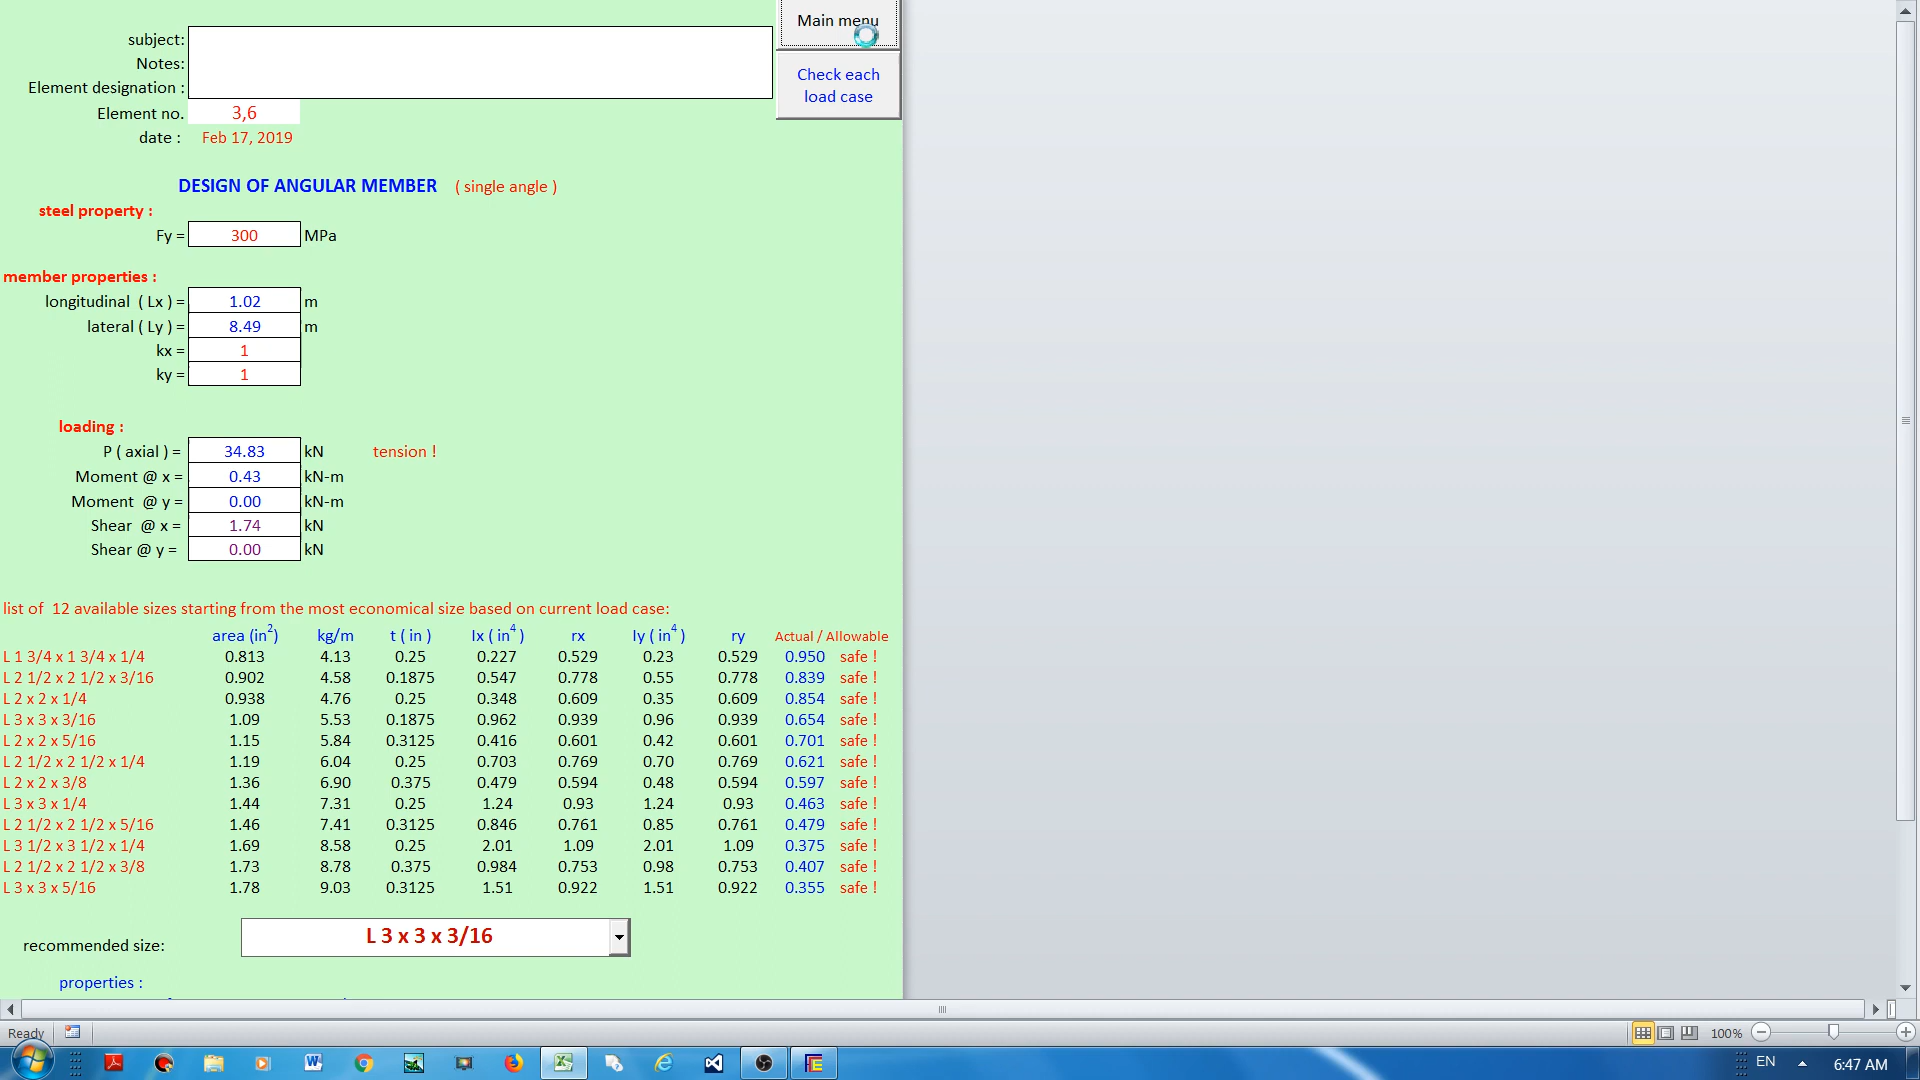 Main menu
subject:
Notes:
Element designation :
Check each
load case
Element no. 3,6
date : Feb 17, 2019
DESIGN OF ANGULAR MEMBER ( single angle )
steel property :
Fy = 300 MPa
member properties :
longitudinal ( Lx ) = 1.02 m
lateral ( Ly ) = 8.49 m
kx = 1
ky = 1
loading :
P ( axial ) = 34.83 kN tension !
Moment @ x = 0.43 kN-m
Moment @ y = 0.00 kN-m
Shear @ x = 1.74 kN
Shear @ y = 0.00 kN
list of 12 available sizes starting from the most economical size based on current load case:
area (in2) kg/m t ( in ) Ix ( in4 ) rx Iy ( in4 ) ry Actual / Allowable
L 1 3/4 x 1 3/4 x 1/4 0.813 4.13 0.25 0.227 0.529 0.23 0.529 0.950 safe !
L 2 1/2 x 2 1/2 x 3/16 0.902 4.58 0.1875 0.547 0.778 0.55 0.778 0.839 safe !
L 2 x 2 x 1/4 0.938 4.76 0.25 0.348 0.609 0.35 0.609 0.854 safe !
L 3 x 3 x 3/16 1.09 5.53 0.1875 0.962 0.939 0.96 0.939 0.654 safe !
L 2 x 2 x 5/16 1.15 5.84 0.3125 0.416 0.601 0.42 0.601 0.701 safe !
L 2 1/2 x 2 1/2 x 1/4 1.19 6.04 0.25 0.703 0.769 0.70 0.769 0.621 safe !
L 2 x 2 x 3/8 1.36 6.90 0.375 0.479 0.594 0.48 0.594 0.597 safe !
L 3 x 3 x 1/4 1.44 7.31 0.25 1.24 0.93 1.24 0.93 0.463 safe !
L 2 1/2 x 2 1/2 x 5/16 1.46 7.41 0.3125 0.846 0.761 0.85 0.761 0.479 safe !
L 3 1/2 x 3 1/2 x 1/4 1.69 8.58 0.25 2.01 1.09 2.01 1.09 0.375 safe !
L 2 1/2 x 2 1/2 x 3/8 1.73 8.78 0.375 0.984 0.753 0.98 0.753 0.407 safe !
L 3 x 3 x 5/16 1.78 9.03 0.3125 1.51 0.922 1.51 0.922 0.355 safe !
recommended size: L 3 x 3 x 3/16
properties :
Ready 100%
EN 6:47 AM